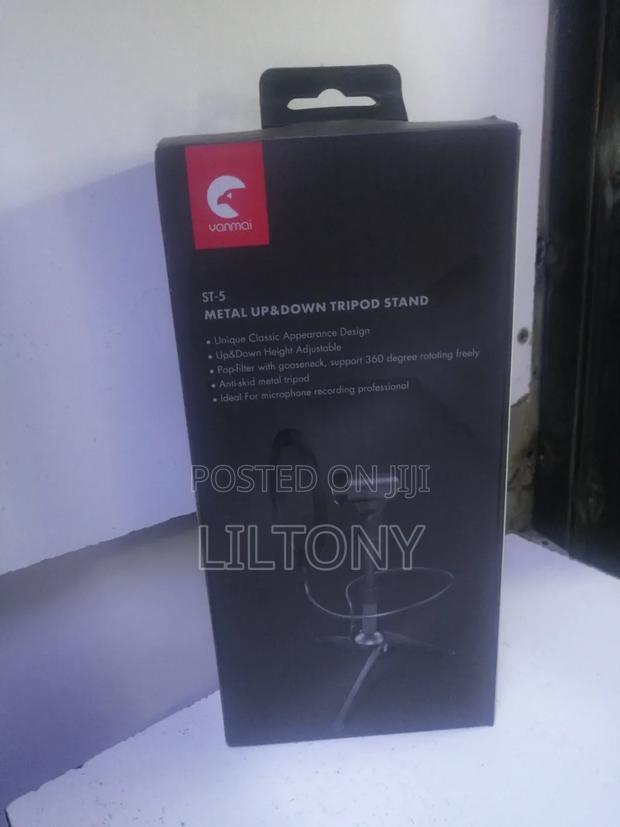 yanmai
ST-5
METAL UP&DOWN TRIPOD STAND
• Unique Classic Appearance Design
• Up&Down Height Adjustable
• Pop-filter with gooseneck, support 360 degree rotating freely
• Anti-skid metal tripod
• Ideal For microphone recording professional
POSTED ON JIJI
LILTONY